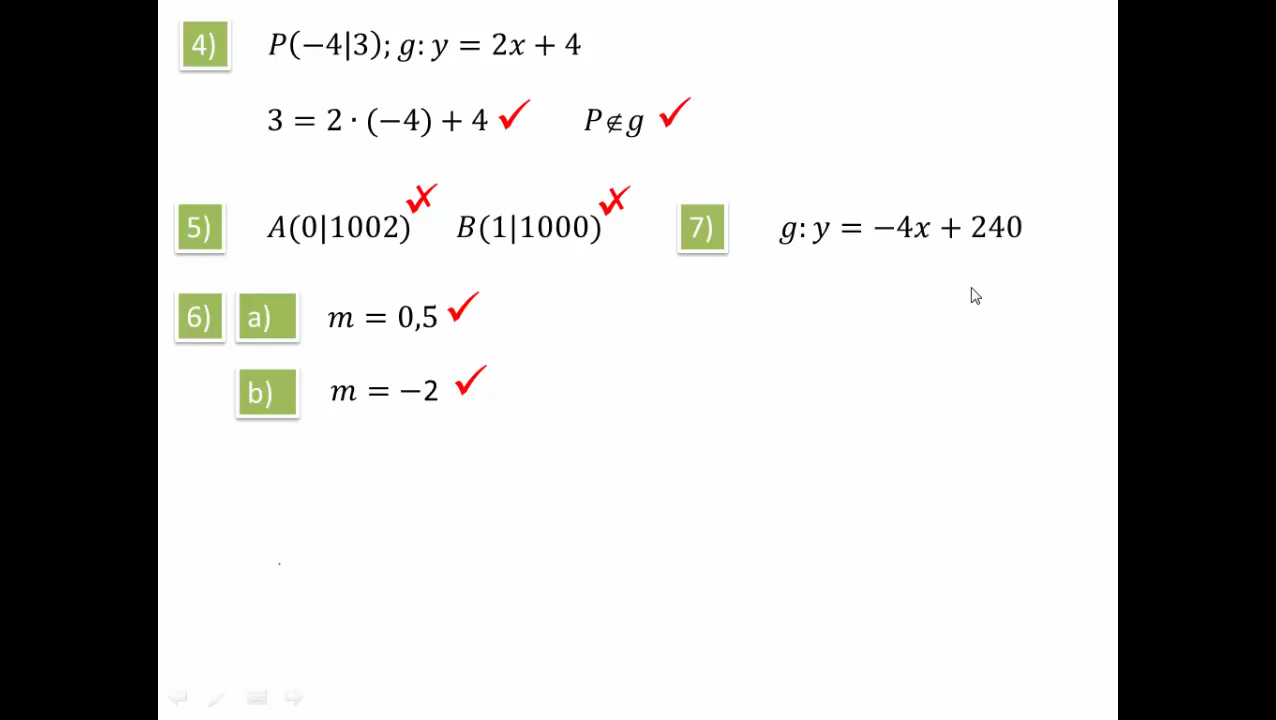 4) P(−4|3); g: y = 2x + 4
3 = 2 · (−4) + 4 ✓ P ∉ g ✓
5) A(0|1002) ✗ B(1|1000) ✗ 7) g: y = −4x + 240
6) a) m = 0,5 ✓
b) m = −2 ✓